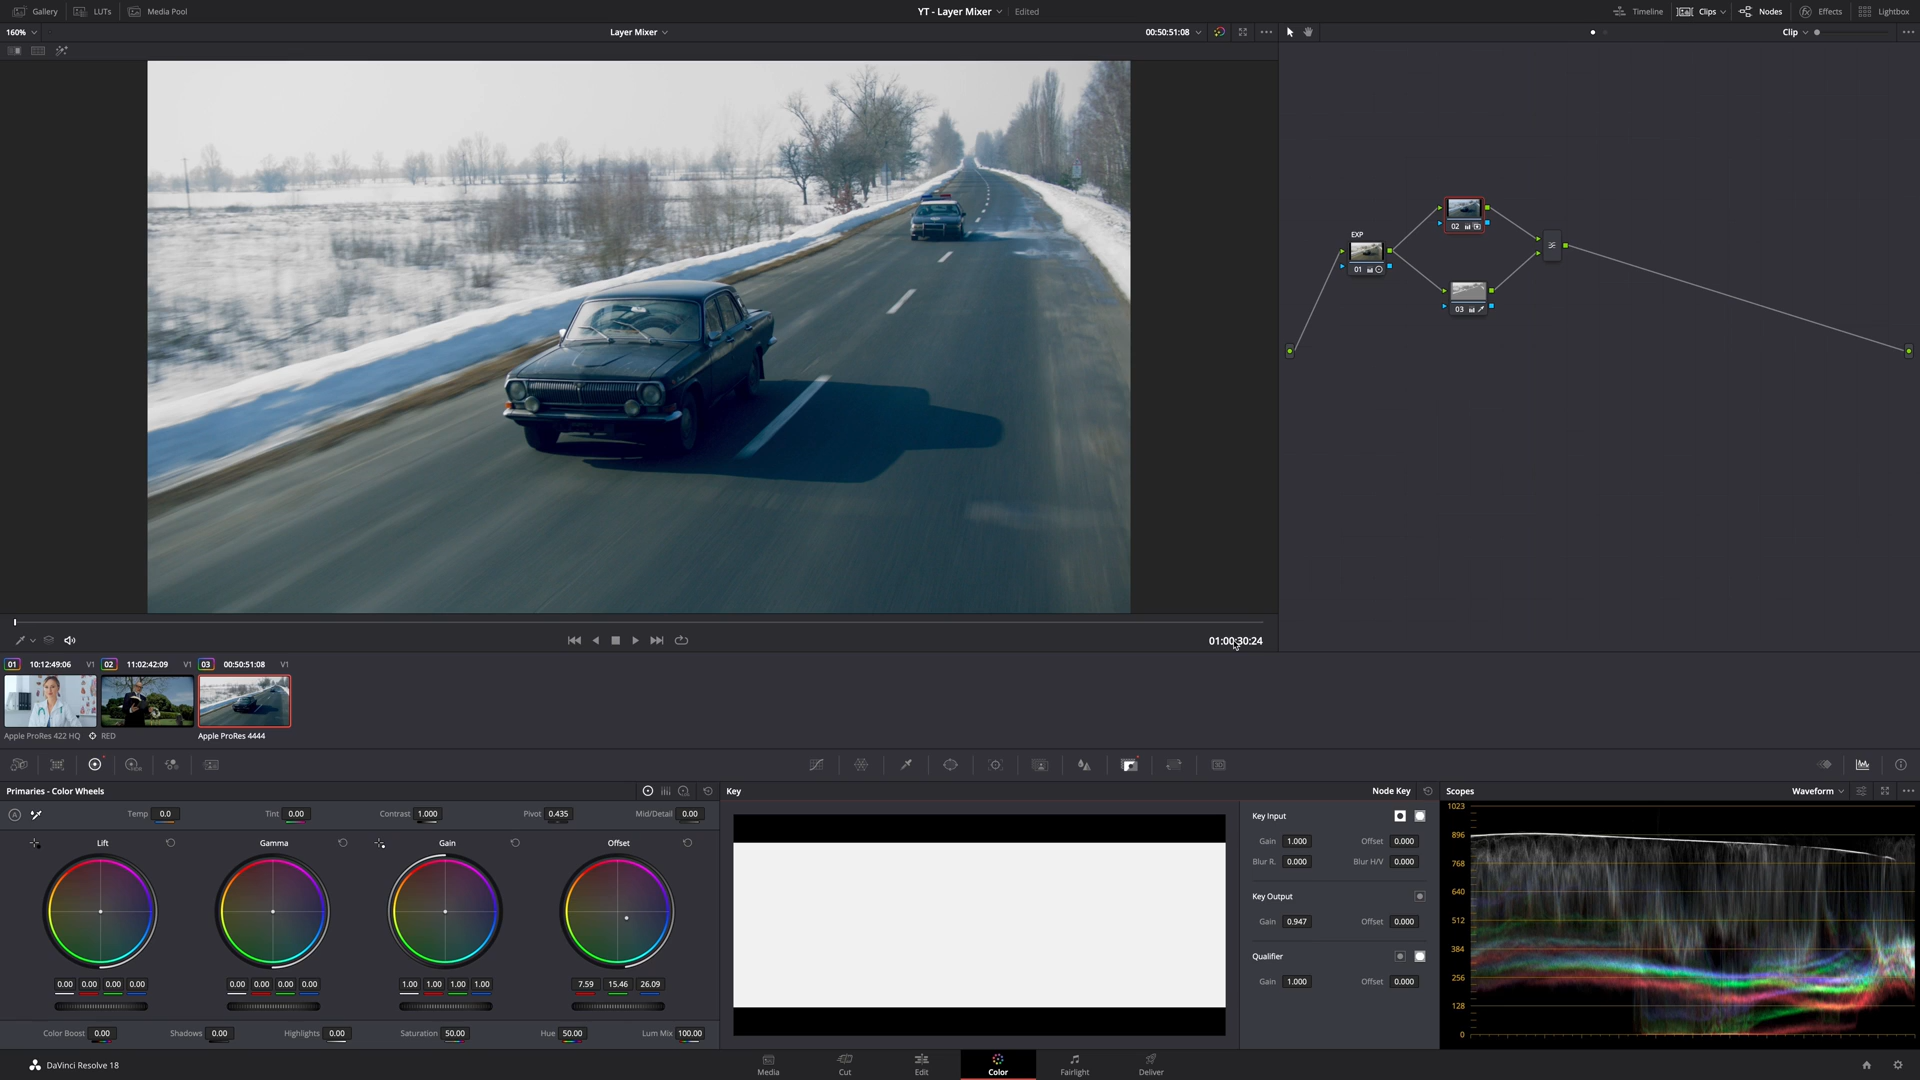 Gallery LUTs Media Pool YT - Layer Mixer Edited Timeline Clips Nodes Effects Lightbox
160% Layer Mixer 00:50:51:08 Clip
EXP
02
01
03
01:00:30:24
01 10:12:49:06 V1 02 11:02:42:09 V1 03 00:50:51:08 V1
Apple ProRes 422 HQ RED Apple ProRes 4444
Primaries - Color Wheels Key Node Key Scopes Waveform
Temp 0.0 Tint 0.00 Contrast 1.000 Pivot 0.435 Mid/Detail 0.00
Lift Gamma Gain Offset
0.00 0.00 0.00 0.00 0.00 0.00 0.00 0.00 1.00 1.00 1.00 1.00 7.59 15.46 26.09
Color Boost 0.00 Shadows 0.00 Highlights 0.00 Saturation 50.00 Hue 50.00 Lum Mix 100.00
Key Input
Gain 1.000 Offset 0.000
Blur R. 0.000 Blur H/V 0.000
Key Output
Gain 0.947 Offset 0.000
Qualifier
Gain 1.000 Offset 0.000
1023
896
768
640
512
384
256
128
0
DaVinci Resolve 18 Media Cut Edit Color Fairlight Deliver